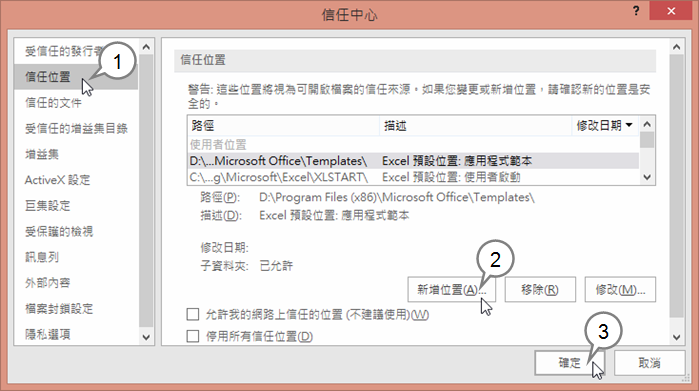 信任中心
? ✕
受信任的發行者
1
信任位置
信任的文件
受信任的增益集目錄
增益集
ActiveX 設定
巨集設定
受保護的檢視
訊息列
外部內容
檔案封鎖設定
隱私選項
信任位置
警告: 這些位置將視為可開啟檔案的信任來源。如果您變更或新增位置，請確認新的位置是安
全的。
路徑 描述 修改日期▼
使用者位置
D:\...Microsoft Office\Templates\ Excel 預設位置: 應用程式範本
C:\...g\Microsoft\Excel\XLSTART\ Excel 預設位置: 使用者啟動
路徑(P): D:\Program Files (x86)\Microsoft Office\Templates\
描述(D): Excel 預設位置: 應用程式範本
修改日期:
子資料夾: 已允許
2
新增位置(A)... 移除(R) 修改(M)...
允許我的網路上信任的位置 (不建議使用)(W)
停用所有信任位置(D)
3
確定 取消